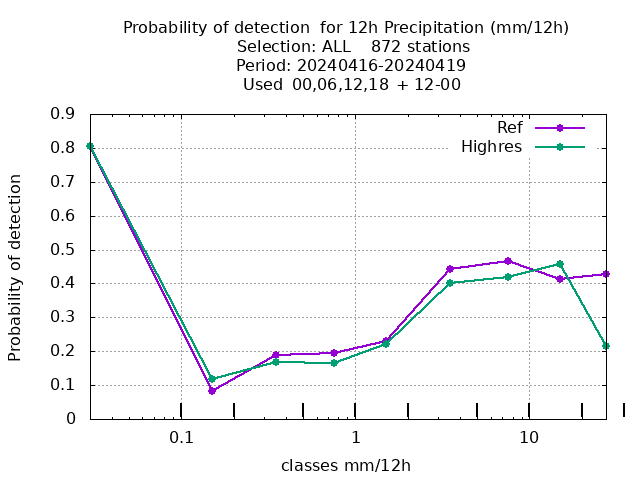 Probability of detection  for 12h Precipitation (mm/12h)
Selection: ALL    872 stations
Period: 20240416-20240419
Used  00,06,12,18  + 12-00
Ref
Highres
0.9
0.8
0.7
0.6
0.5
0.4
0.3
0.2
0.1
0
Probability of detection
0.1
1
10
classes mm/12h